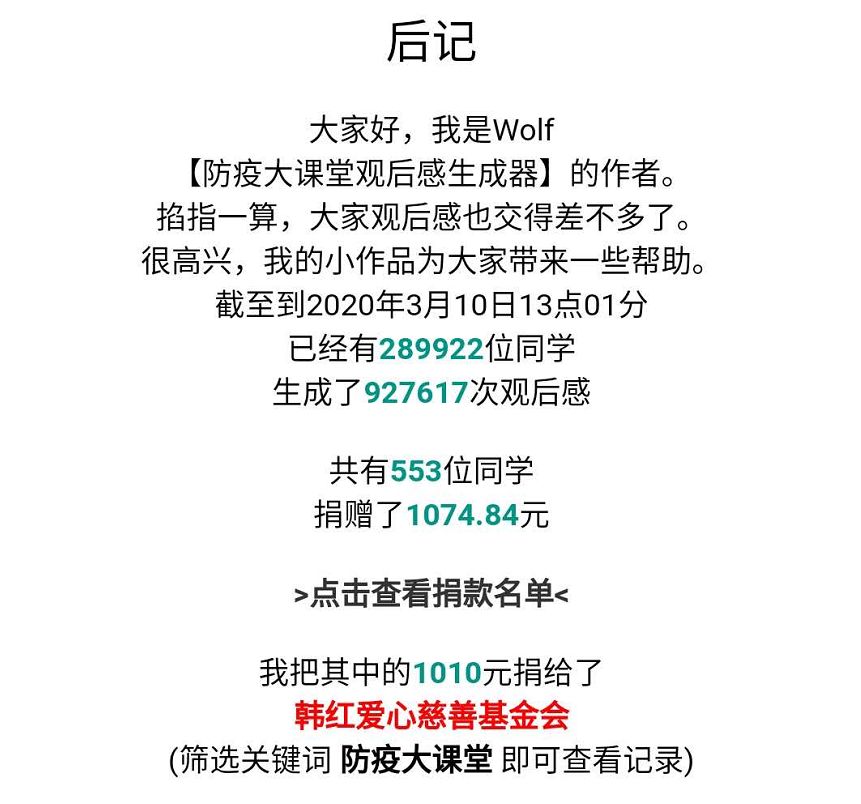 后记
大家好，我是Wolf
【防疫大课堂观后感生成器】的作者。
掐指一算，大家观后感也交得差不多了。
很高兴，我的小作品为大家带来一些帮助。
截至到2020年3月10日13点01分
已经有289922位同学
生成了927617次观后感
共有553位同学
捐赠了1074.84元
>点击查看捐款名单<
我把其中的1010元捐给了
韩红爱心慈善基金会
(筛选关键词 防疫大课堂 即可查看记录)